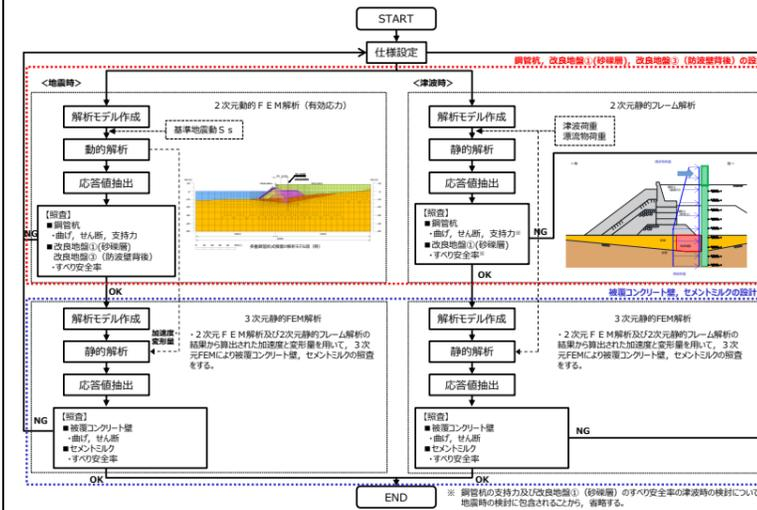 START
仕様設定
鋼管杭，改良地盤①(砂礫層)，改良地盤③（防波壁背後）の設
＜地震時＞
2次元動的ＦＥＭ解析（有効応力）
解析モデル作成
基準地震動Ｓｓ
動的解析
応答値抽出
【照査】
■鋼管杭
・曲げ，せん断，支持力
■改良地盤①(砂礫層)
改良地盤③（防波壁背後）
・すべり安全率
NG
OK
＜津波時＞
2次元静的フレーム解析
解析モデル作成
津波荷重
漂流物荷重
静的解析
応答値抽出
【照査】
■鋼管杭
・曲げ，せん断，支持力※
■改良地盤①(砂礫層)
・すべり安全率※
NG
OK
被覆コンクリート壁，セメントミルクの設計
解析モデル作成
3次元静的FEM解析
加速度・
変形量
・2次元ＦＥＭ解析及び2次元静的フレーム解析の
結果から算出された加速度と変形量を用いて，3次
元FEMにより被覆コンクリート壁，セメントミルクの照査
をする。
静的解析
応答値抽出
【照査】
■被覆コンクリート壁
・曲げ，せん断
■セメントミルク
・すべり安全率
NG
OK
解析モデル作成
3次元静的FEM解析
・2次元ＦＥＭ解析及び2次元静的フレーム解析の
結果から算出された加速度と変形量を用いて，3次
元FEMにより被覆コンクリート壁，セメントミルクの照査
をする。
静的解析
応答値抽出
【照査】
■被覆コンクリート壁
・曲げ，せん断
■セメントミルク
・すべり安全率
NG
OK
END
※ 鋼管杭の支持力及び改良地盤①（砂礫層）のすべり安全率の津波時の検討について
地震時の検討に包含されることから，省略する。